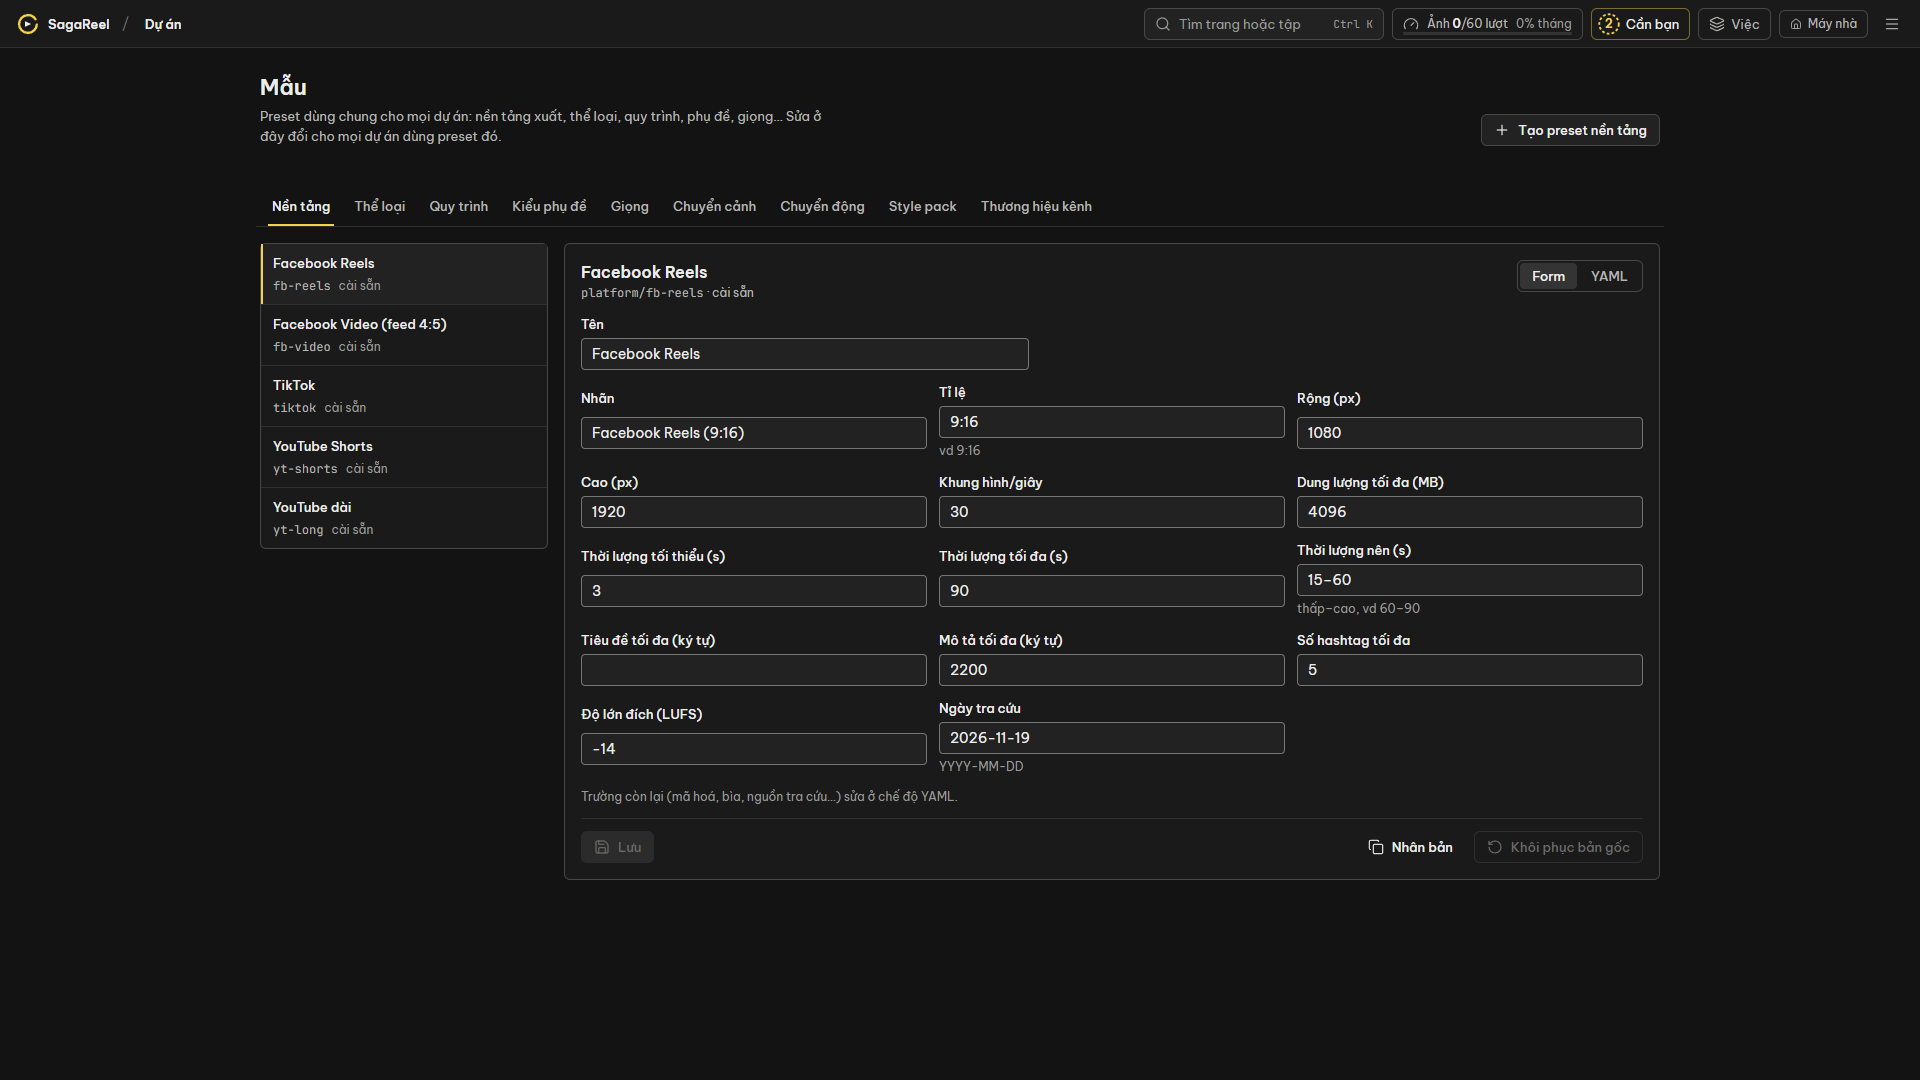 SagaReel / Dự án
Tìm trang hoặc tập Ctrl K
Ảnh 0/60 lượt 0% tháng
2 Cần bạn
Việc
Máy nhà
Mẫu
Preset dùng chung cho mọi dự án: nền tảng xuất, thể loại, quy trình, phụ đề, giọng... Sửa ở
đây đổi cho mọi dự án dùng preset đó.
Tạo preset nền tảng
Nền tảng Thể loại Quy trình Kiểu phụ đề Giọng Chuyển cảnh Chuyển động Style pack Thương hiệu kênh
Facebook Reels
fb-reels cài sẵn
Facebook Video (feed 4:5)
fb-video cài sẵn
TikTok
tiktok cài sẵn
YouTube Shorts
yt-shorts cài sẵn
YouTube dài
yt-long cài sẵn
Facebook Reels
platform/fb-reels · cài sẵn
Form YAML
Tên
Facebook Reels
Nhãn
Facebook Reels (9:16)
Tỉ lệ
9:16
vd 9:16
Rộng (px)
1080
Cao (px)
1920
Khung hình/giây
30
Dung lượng tối đa (MB)
4096
Thời lượng tối thiểu (s)
3
Thời lượng tối đa (s)
90
Thời lượng nên (s)
15–60
thấp–cao, vd 60–90
Tiêu đề tối đa (ký tự)
Mô tả tối đa (ký tự)
2200
Số hashtag tối đa
5
Độ lớn đích (LUFS)
-14
Ngày tra cứu
2026-11-19
YYYY-MM-DD
Trường còn lại (mã hoá, bìa, nguồn tra cứu...) sửa ở chế độ YAML.
Lưu
Nhân bản
Khôi phục bản gốc